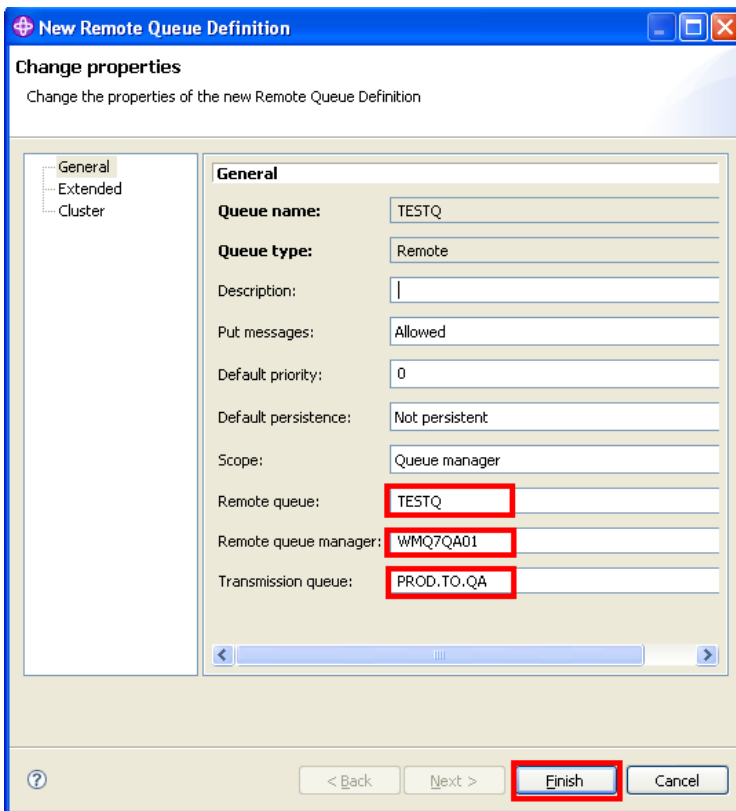 New Remote Queue Definition
Change properties
Change the properties of the new Remote Queue Definition
General
Extended
Cluster
General
Queue name: TESTQ
Queue type: Remote
Description:
Put messages: Allowed
Default priority: 0
Default persistence: Not persistent
Scope: Queue manager
Remote queue: TESTQ
Remote queue manager: WMQ7QA01
Transmission queue: PROD.TO.QA
? < Back Next > Finish Cancel